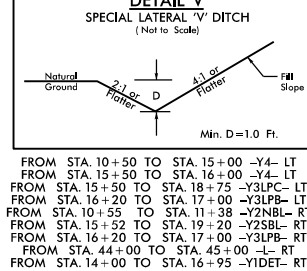 DETAIL V
SPECIAL LATERAL 'V' DITCH
( Not to Scale)
Natural
Ground
2:1 or
Flatter
D
4:1 or
Flatter
Fill
Slope
Min. D=1.0 Ft.
FROM STA. 10+50 TO STA. 15+00 -Y4- LT
FROM STA. 15+50 TO STA. 16+00 -Y4- LT
FROM STA. 15+50 TO STA. 18+75 -Y3LPC- LT
FROM STA. 16+20 TO STA. 17+00 -Y3LPB- LT
FROM STA. 10+55 TO STA. 11+38 -Y2NBL- RT
FROM STA. 15+52 TO STA. 19+20 -Y2SBL- RT
FROM STA. 16+20 TO STA. 17+00 -Y3LPB-
FROM STA. 44+00 TO STA. 45+00 -L- RT
FROM STA. 14+00 TO STA. 16+95 -Y1DET- RT